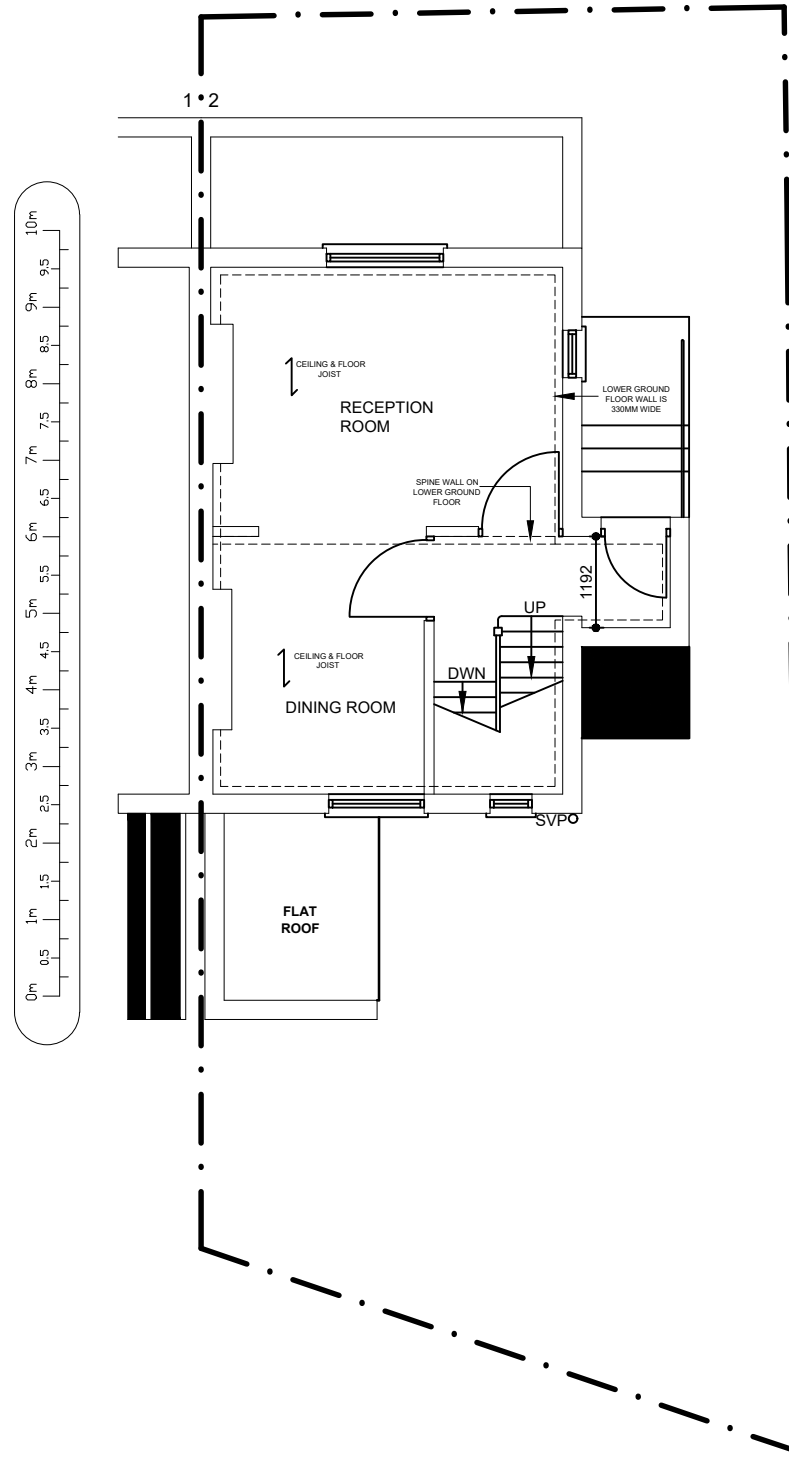 1 2
10m
9.5
9m
8.5
8m
7.5
7m
6.5
6m
5.5
5m
4.5
4m
3.5
3m
2.5
2m
1.5
1m
0.5
0m
CEILING & FLOOR
JOIST
RECEPTION
ROOM
LOWER GROUND
FLOOR WALL IS
330MM WIDE
SPINE WALL ON
LOWER GROUND
FLOOR
1192
UP
CEILING & FLOOR
JOIST
DWN
DINING ROOM
SVP
FLAT
ROOF